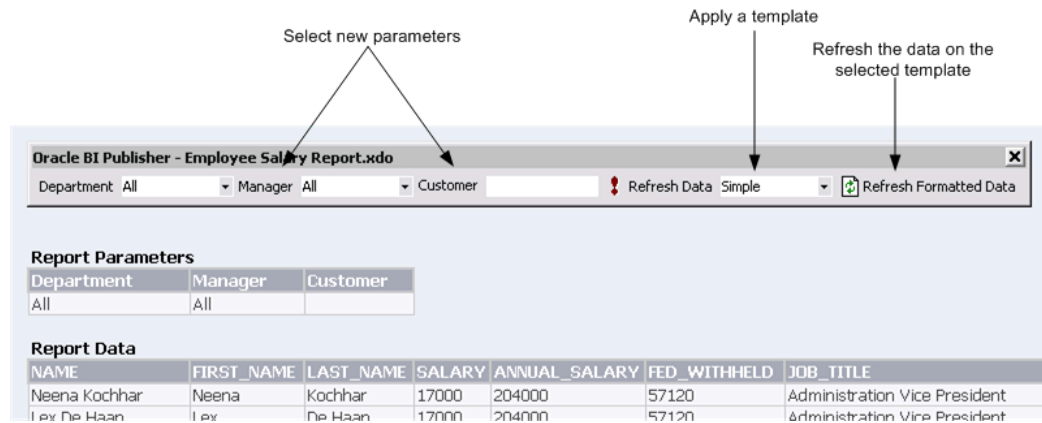 Apply a template
Select new parameters
Refresh the data on the
selected template
Oracle BI Publisher - Employee Salary Report.xdo
Department All Manager All Customer Refresh Data Simple Refresh Formatted Data
Report Parameters
Department Manager Customer
All All
Report Data
NAME FIRST_NAME LAST_NAME SALARY ANNUAL_SALARY FED_WITHHELD JOB_TITLE
Neena Kochhar Neena Kochhar 17000 204000 57120 Administration Vice President
Lex De Haan Lex De Haan 17000 204000 57120 Administration Vice President